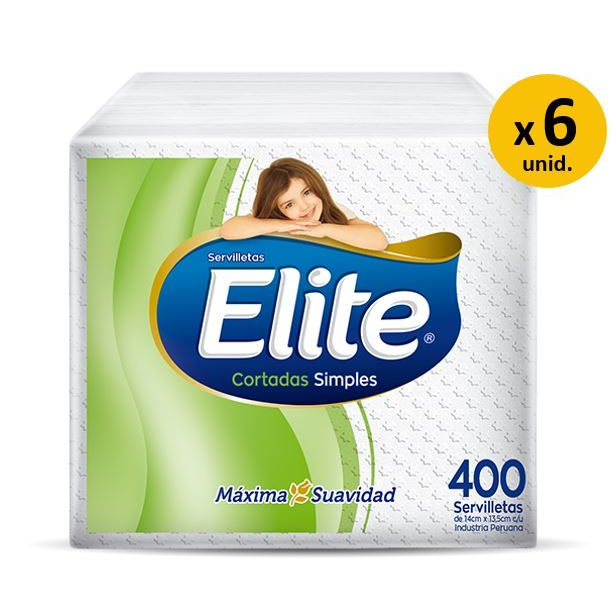 x 6
unid.
Servilletas
Elite®
Cortadas Simples
Máxima Suavidad
400
Servilletas
de 14cm x 13,5cm c/u
Industria Peruana